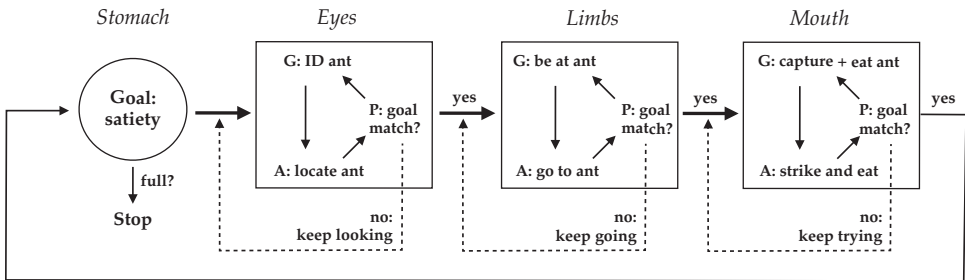 Stomach
Eyes
Limbs
Mouth
Goal:
satiety
full?
Stop
G: ID ant
P: goal
match?
A: locate ant
no:
keep looking
yes
G: be at ant
P: goal
match?
A: go to ant
no:
keep going
yes
G: capture + eat ant
P: goal
match?
A: strike and eat
no:
keep trying
yes